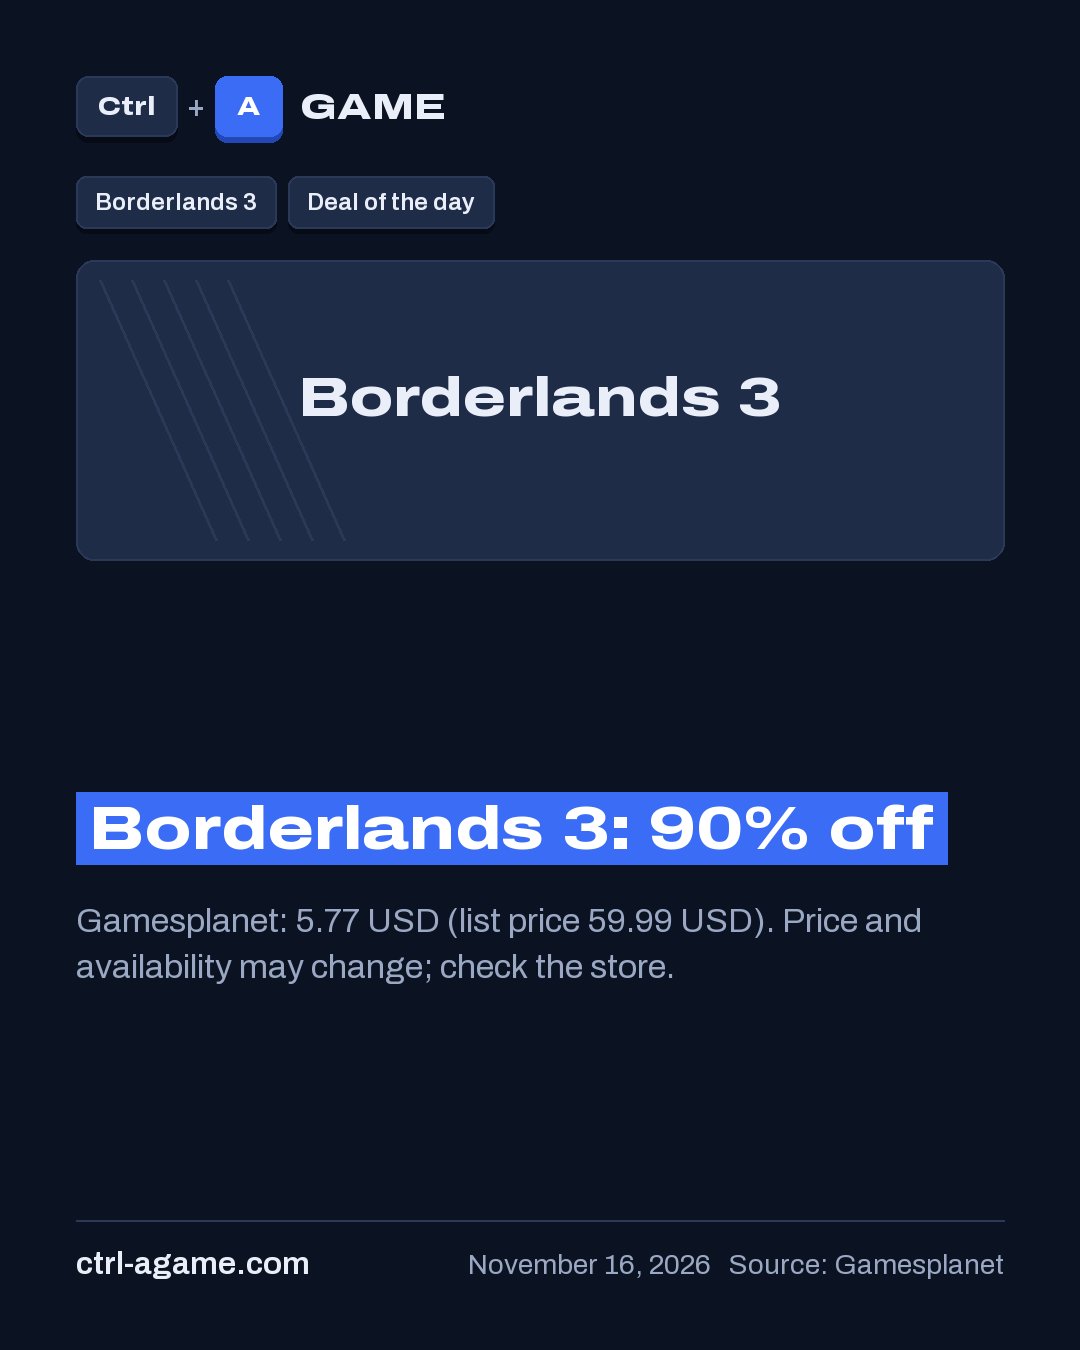 Ctrl + A GAME
Borderlands 3 Deal of the day
Borderlands 3
Borderlands 3: 90% off
Gamesplanet: 5.77 USD (list price 59.99 USD). Price and
availability may change; check the store.
ctrl-agame.com November 16, 2026 Source: Gamesplanet